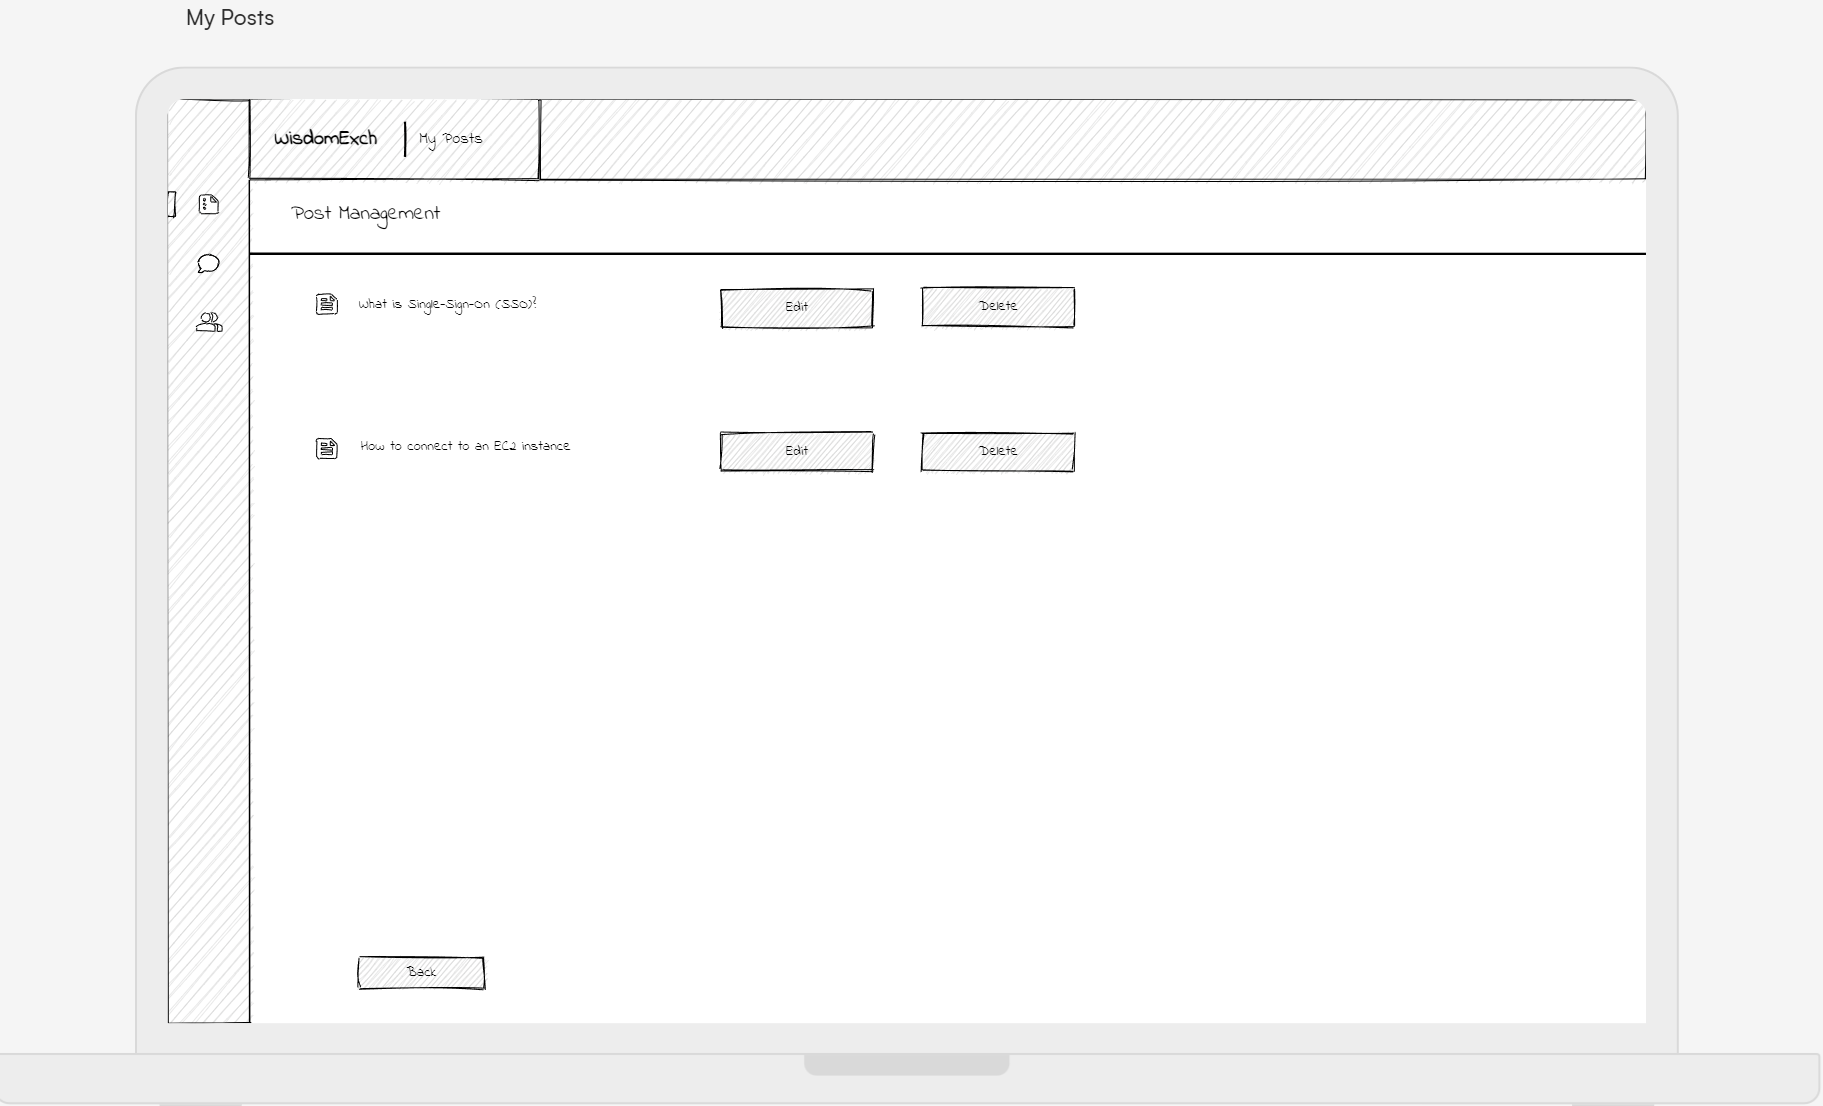 My Posts
WisdomExch
My Posts
Post Management
What is Single-Sign-On (SSO)?
Edit
Delete
How to connect to an EC2 instance
Edit
Delete
Back